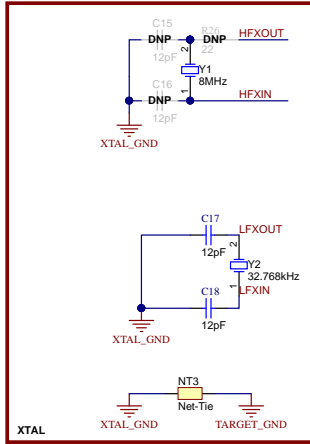 C15
R26
DNP
DNP
HFXOUT
12pF
22
2
Y1
8MHz
C16
1
DNP
HFXIN
12pF
XTAL_GND
C17
LFXOUT
2
12pF
Y2
32.768kHz
C18
1
LFXIN
12pF
XTAL_GND
NT3
Net-Tie
XTAL_GND
TARGET_GND
XTAL